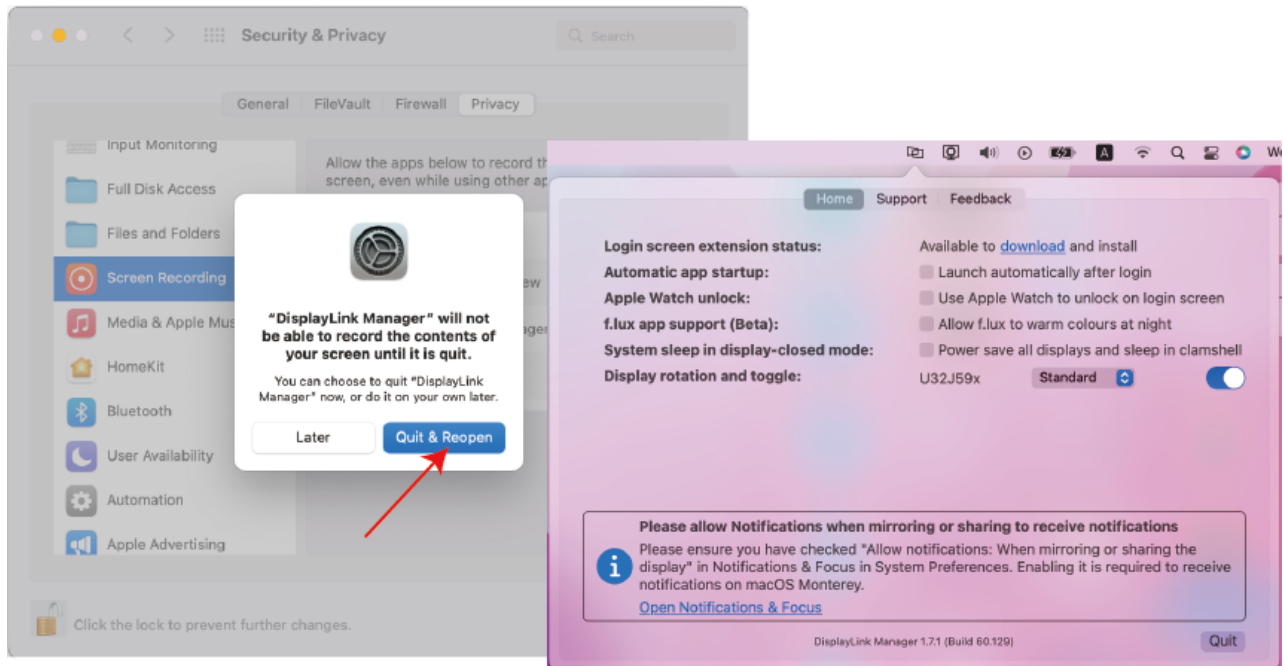 Security & Privacy
Search
General FileVault Firewall Privacy
Input Monitoring
Full Disk Access
Files and Folders
Screen Recording
Media & Apple Mus
HomeKit
Bluetooth
User Availability
Automation
Apple Advertising
Allow the apps below to record th
screen, even while using other ap
"DisplayLink Manager" will not
be able to record the contents of
your screen until it is quit.
You can choose to quit "DisplayLink
Manager" now, or do it on your own later.
Later Quit & Reopen
Click the lock to prevent further changes.
A
Home Support Feedback
Login screen extension status: Available to download and install
Automatic app startup: Launch automatically after login
Apple Watch unlock: Use Apple Watch to unlock on login screen
f.lux app support (Beta): Allow f.lux to warm colours at night
System sleep in display-closed mode: Power save all displays and sleep in clamshell
Display rotation and toggle: U32J59x Standard
Please allow Notifications when mirroring or sharing to receive notifications
Please ensure you have checked "Allow notifications: When mirroring or sharing the
display" in Notifications & Focus in System Preferences. Enabling it is required to receive
notifications on macOS Monterey.
Open Notifications & Focus
DisplayLink Manager 1.7.1 (Build 60.129)
Quit